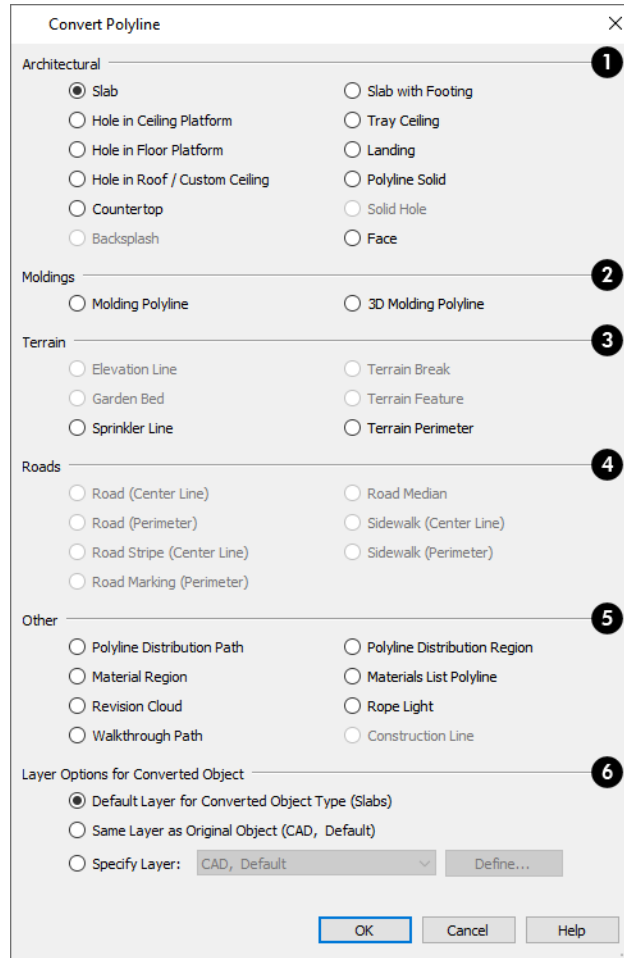 Convert Polyline
Architectural 1
Slab Slab with Footing
Hole in Ceiling Platform Tray Ceiling
Hole in Floor Platform Landing
Hole in Roof / Custom Ceiling Polyline Solid
Countertop Solid Hole
Backsplash Face
Moldings 2
Molding Polyline 3D Molding Polyline
Terrain 3
Elevation Line Terrain Break
Garden Bed Terrain Feature
Sprinkler Line Terrain Perimeter
Roads 4
Road (Center Line) Road Median
Road (Perimeter) Sidewalk (Center Line)
Road Stripe (Center Line) Sidewalk (Perimeter)
Road Marking (Perimeter)
Other 5
Polyline Distribution Path Polyline Distribution Region
Material Region Materials List Polyline
Revision Cloud Rope Light
Walkthrough Path Construction Line
Layer Options for Converted Object 6
Default Layer for Converted Object Type (Slabs)
Same Layer as Original Object (CAD,  Default)
Specify Layer: CAD,  Default Define...
OK Cancel Help